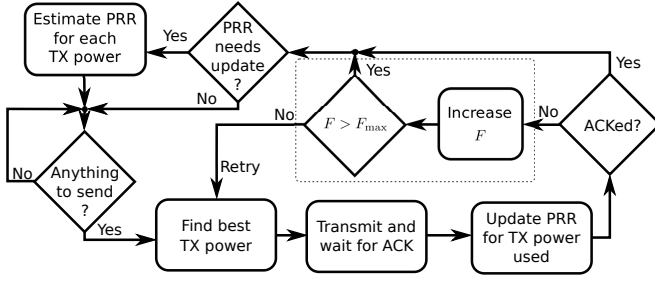 Estimate PRR
for each
TX power
Yes
PRR
needs
update
?
No
Yes
No
F > Fmax
Increase
F
No
Yes
ACKed?
No
Anything
to send
?
Yes
Retry
Find best
TX power
Transmit and
wait for ACK
Update PRR
for TX power
used